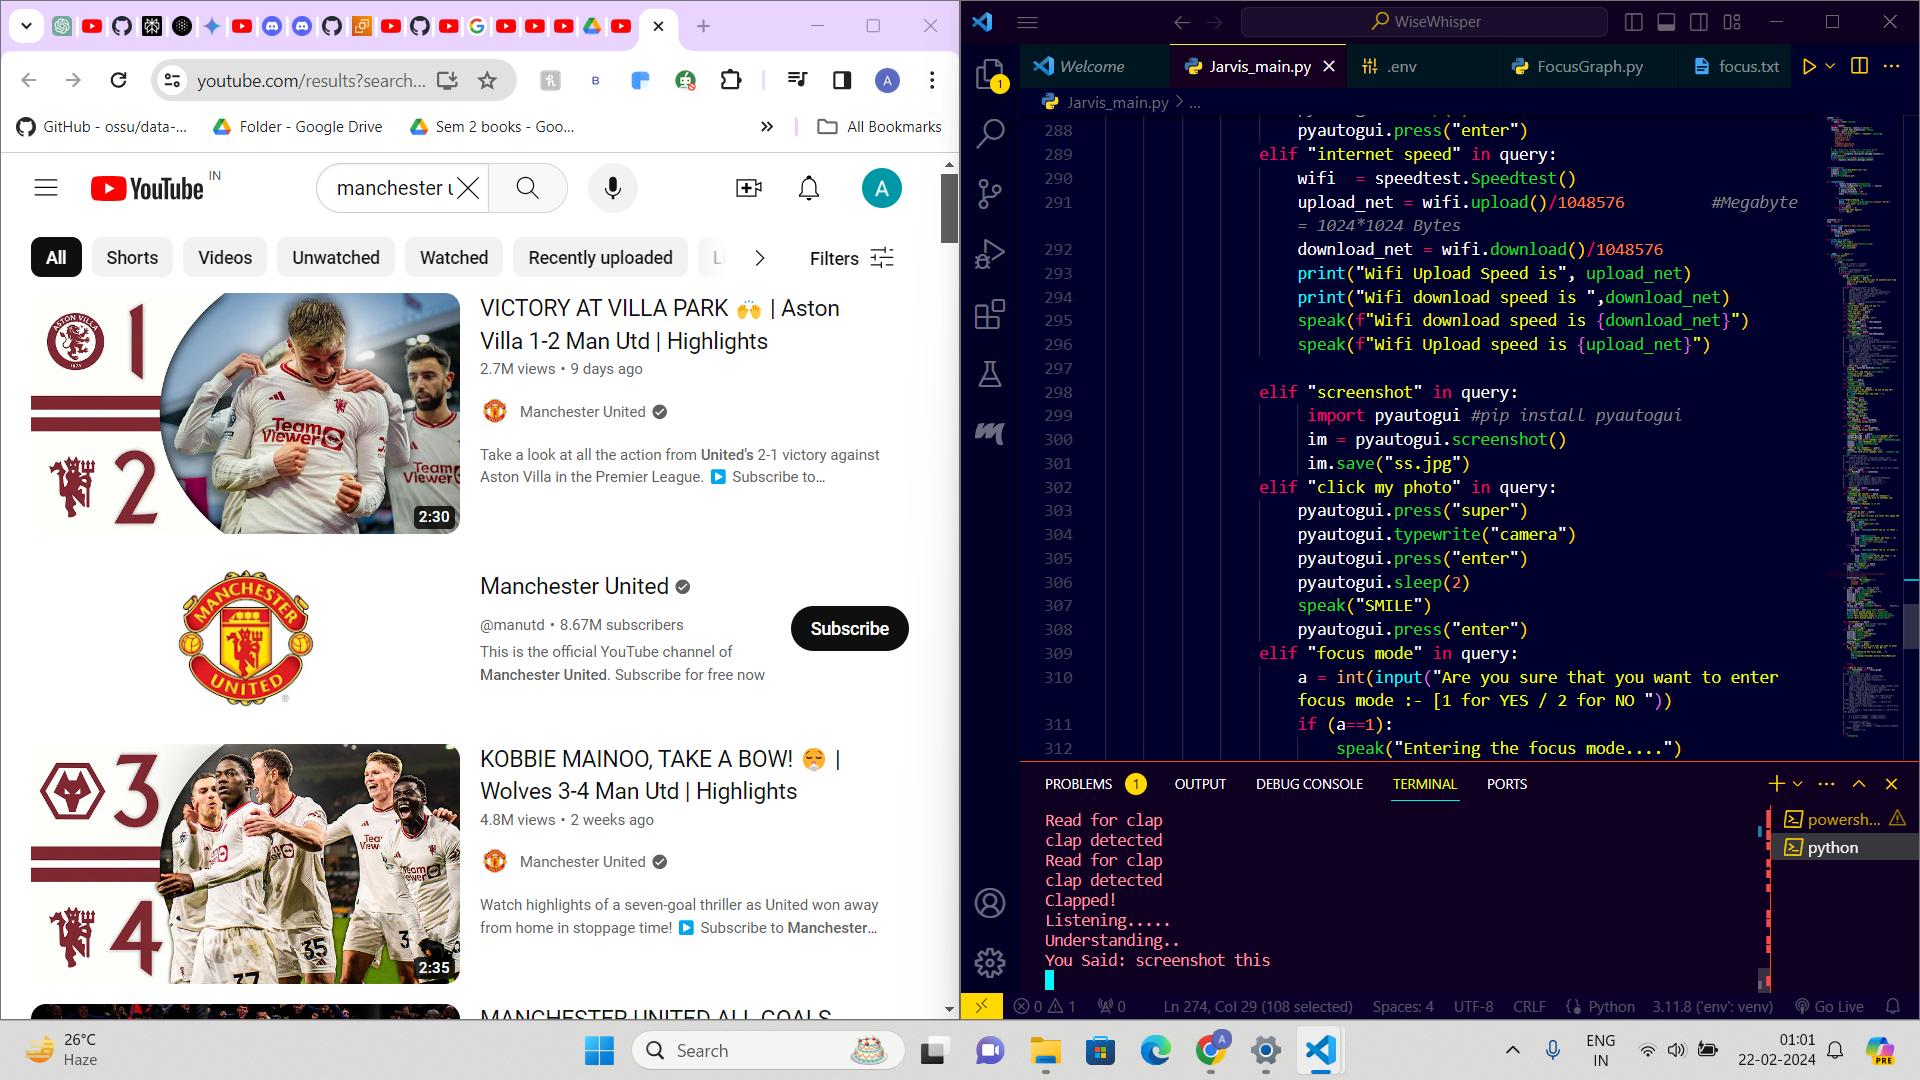 youtube.com/results?search...
GitHub - ossu/data-...
Folder - Google Drive
Sem 2 books - Goo...
All Bookmarks
YouTube IN
manchester
A
All
Shorts
Videos
Unwatched
Watched
Recently uploaded
Filters
VICTORY AT VILLA PARK 🙌 | Aston
Villa 1-2 Man Utd | Highlights
2.7M views • 9 days ago
Manchester United
Take a look at all the action from United's 2-1 victory against
Aston Villa in the Premier League. ▶️ Subscribe to...
ASTON VILLA
1
2
TeamViewer
2:30
Manchester United
@manutd • 8.67M subscribers
This is the official YouTube channel of
Manchester United. Subscribe for free now
Subscribe
MANCHESTER
UNITED
KOBBIE MAINOO, TAKE A BOW! 😤 |
Wolves 3-4 Man Utd | Highlights
4.8M views • 2 weeks ago
Manchester United
Watch highlights of a seven-goal thriller as United won away
from home in stoppage time! ▶️ Subscribe to Manchester...
3
4
37
35
2:35
MANCHESTER UNITED ALL GOALS
WiseWhisper
Welcome
Jarvis_main.py
.env
FocusGraph.py
focus.txt
Jarvis_main.py > ...
288 pyautogui.press("enter")
289 elif "internet speed" in query:
290 wifi  = speedtest.Speedtest()
291 upload_net = wifi.upload()/1048576         #Megabyte
= 1024*1024 Bytes
292 download_net = wifi.download()/1048576
293 print("Wifi Upload Speed is", upload_net)
294 print("Wifi download speed is ",download_net)
295 speak(f"Wifi download speed is {download_net}")
296 speak(f"Wifi Upload speed is {upload_net}")
297
298 elif "screenshot" in query:
299 import pyautogui #pip install pyautogui
300 im = pyautogui.screenshot()
301 im.save("ss.jpg")
302 elif "click my photo" in query:
303 pyautogui.press("super")
304 pyautogui.typewrite("camera")
305 pyautogui.press("enter")
306 pyautogui.sleep(2)
307 speak("SMILE")
308 pyautogui.press("enter")
309 elif "focus mode" in query:
310 a = int(input("Are you sure that you want to enter
focus mode :- [1 for YES / 2 for NO "))
311 if (a==1):
312 speak("Entering the focus mode....")
PROBLEMS 1 OUTPUT DEBUG CONSOLE TERMINAL PORTS
Read for clap
clap detected
Read for clap
clap detected
Clapped!
Listening.....
Understanding..
You Said: screenshot this
powersh...
python
0 1 0 Ln 274, Col 29 (108 selected) Spaces: 4 UTF-8 CRLF Python 3.11.8 ('env': venv) Go Live
26°C
Haze
Search
ENG
IN
01:01
22-02-2024
PRE